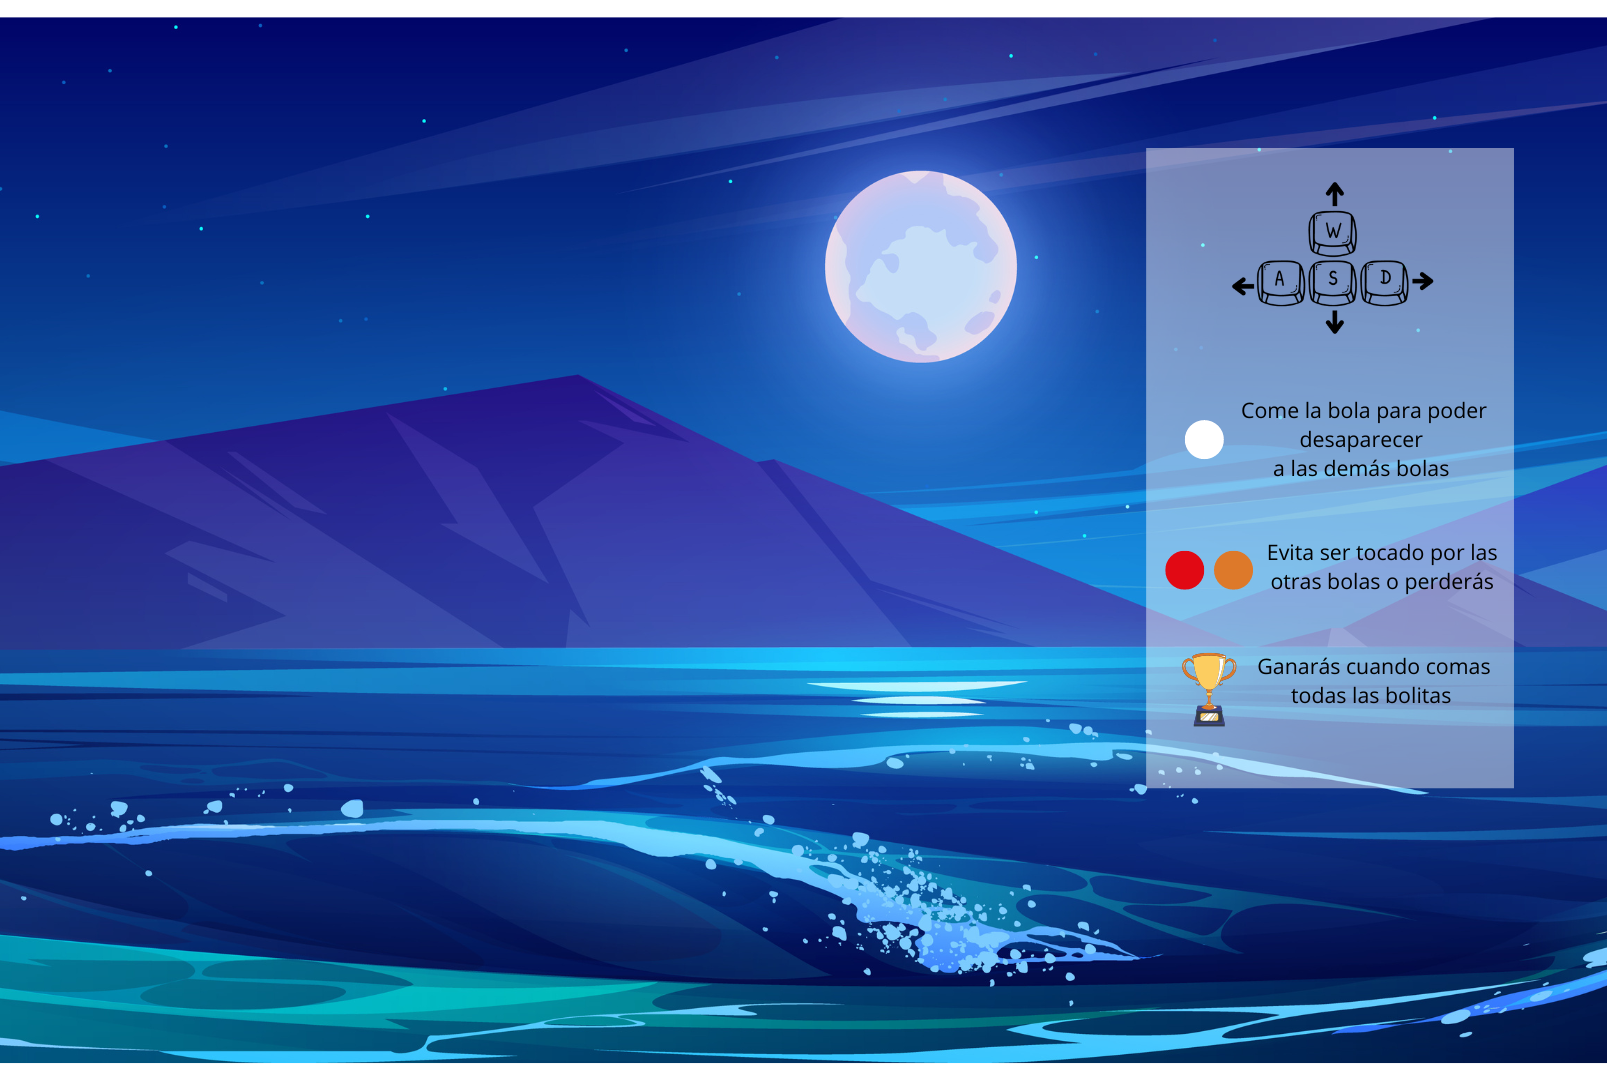 W
A S D
Come la bola para poder
desaparecer
a las demás bolas
Evita ser tocado por las
otras bolas o perderás
Ganarás cuando comas
todas las bolitas